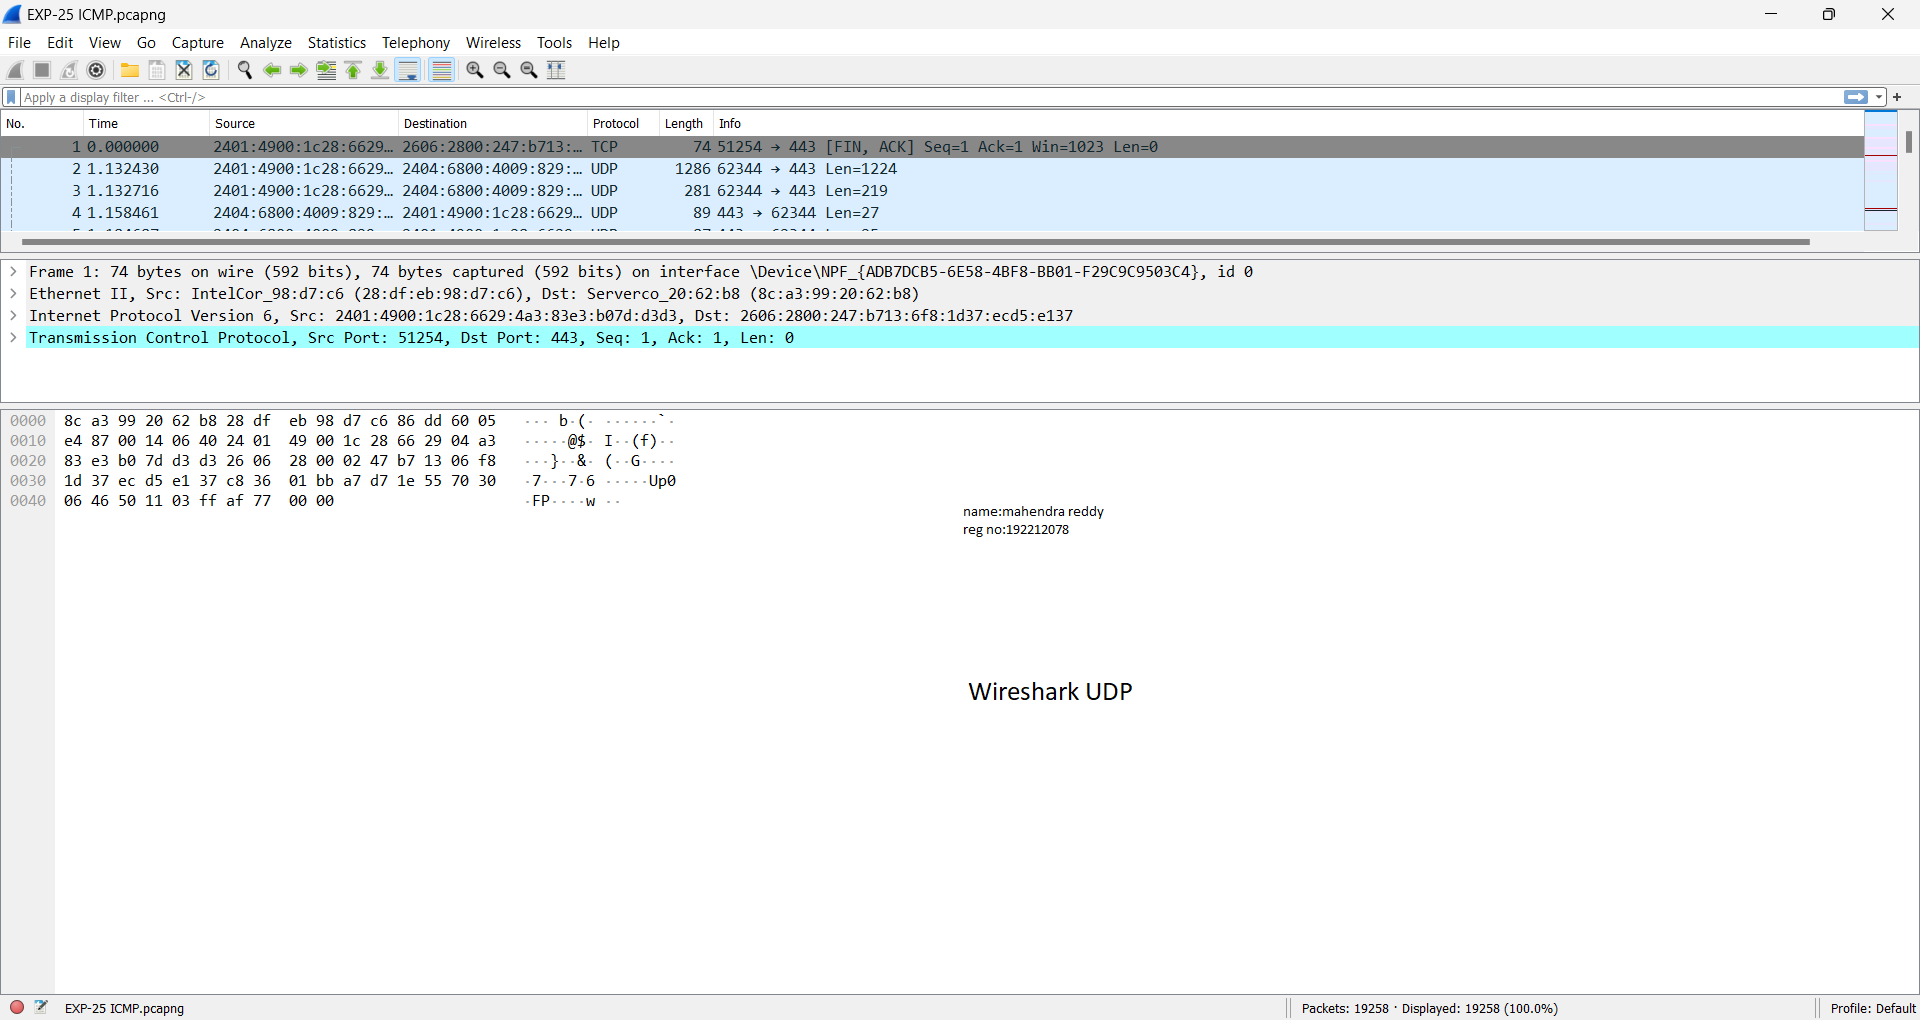 EXP-25 ICMP.pcapng
File Edit View Go Capture Analyze Statistics Telephony Wireless Tools Help
Apply a display filter ... <Ctrl-/>
No. Time Source Destination Protocol Length Info
1 0.000000 2401:4900:1c28:6629… 2606:2800:247:b713:… TCP 74 51254 → 443 [FIN, ACK] Seq=1 Ack=1 Win=1023 Len=0
2 1.132430 2401:4900:1c28:6629… 2404:6800:4009:829:… UDP 1286 62344 → 443 Len=1224
3 1.132716 2401:4900:1c28:6629… 2404:6800:4009:829:… UDP 281 62344 → 443 Len=219
4 1.158461 2404:6800:4009:829:… 2401:4900:1c28:6629… UDP 89 443 → 62344 Len=27
Frame 1: 74 bytes on wire (592 bits), 74 bytes captured (592 bits) on interface \Device\NPF_{ADB7DCB5-6E58-4BF8-BB01-F29C9C9503C4}, id 0
Ethernet II, Src: IntelCor_98:d7:c6 (28:df:eb:98:d7:c6), Dst: Serverco_20:62:b8 (8c:a3:99:20:62:b8)
Internet Protocol Version 6, Src: 2401:4900:1c28:6629:4a3:83e3:b07d:d3d3, Dst: 2606:2800:247:b713:6f8:1d37:ecd5:e137
Transmission Control Protocol, Src Port: 51254, Dst Port: 443, Seq: 1, Ack: 1, Len: 0
0000 8c a3 99 20 62 b8 28 df eb 98 d7 c6 86 dd 60 05 ··· b·(· ······`·
0010 e4 87 00 14 06 40 24 01 49 00 1c 28 66 29 04 a3 ·····@$· I··(f)··
0020 83 e3 b0 7d d3 d3 26 06 28 00 02 47 b7 13 06 f8 ···}··&· (··G····
0030 1d 37 ec d5 e1 37 c8 36 01 bb a7 d7 1e 55 70 30 ·7···7·6 ·····Up0
0040 06 46 50 11 03 ff af 77 00 00 ·FP····w ··
name:mahendra reddy
reg no:192212078
Wireshark UDP
EXP-25 ICMP.pcapng Packets: 19258 · Displayed: 19258 (100.0%) Profile: Default